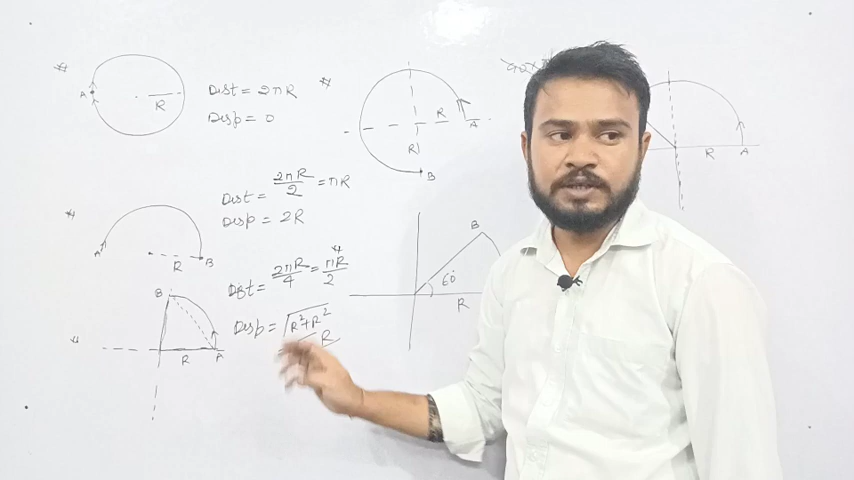 A
R
Dist = 2πR
Disp = 0
R
A
R
B
R
A
Dist = 2πR/2 = πR
Disp = 2R
A
R
B
B
60°
R
Dist = 2πR/4 = πR/2
B
R
A
Disp = √R²+R²
R